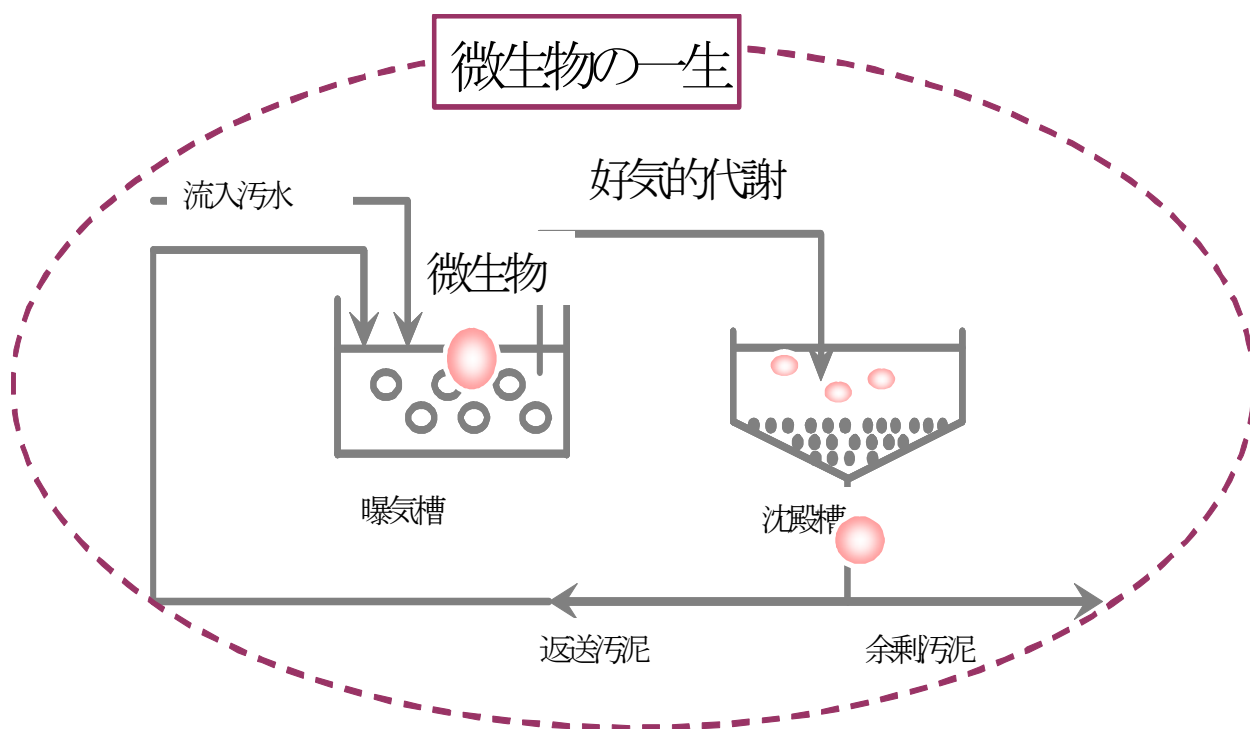 微生物の一生
好気的代謝
流入汚水
微生物
曝気槽
沈殿槽
返送汚泥
余剰汚泥